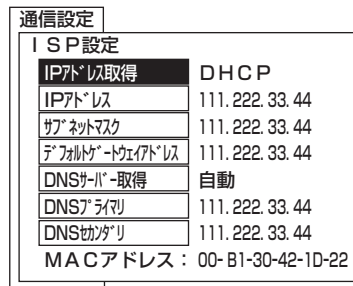 通信設定
ＩＳＰ設定
IPｱﾄﾞﾚｽ取得 ＤＨＣＰ
IPｱﾄﾞﾚｽ 111.222.33.44
ｻﾌﾞﾈｯﾄﾏｽｸ 111.222.33.44
ﾃﾞﾌｫﾙﾄｹﾞｰﾄｳｪｲｱﾄﾞﾚｽ 111.222.33.44
DNSｻｰﾊﾞｰ取得 自動
DNSﾌﾟﾗｲﾏﾘ 111.222.33.44
DNSｾｶﾝﾀﾞﾘ 111.222.33.44
ＭＡＣアドレス： 00-B1-30-42-1D-22